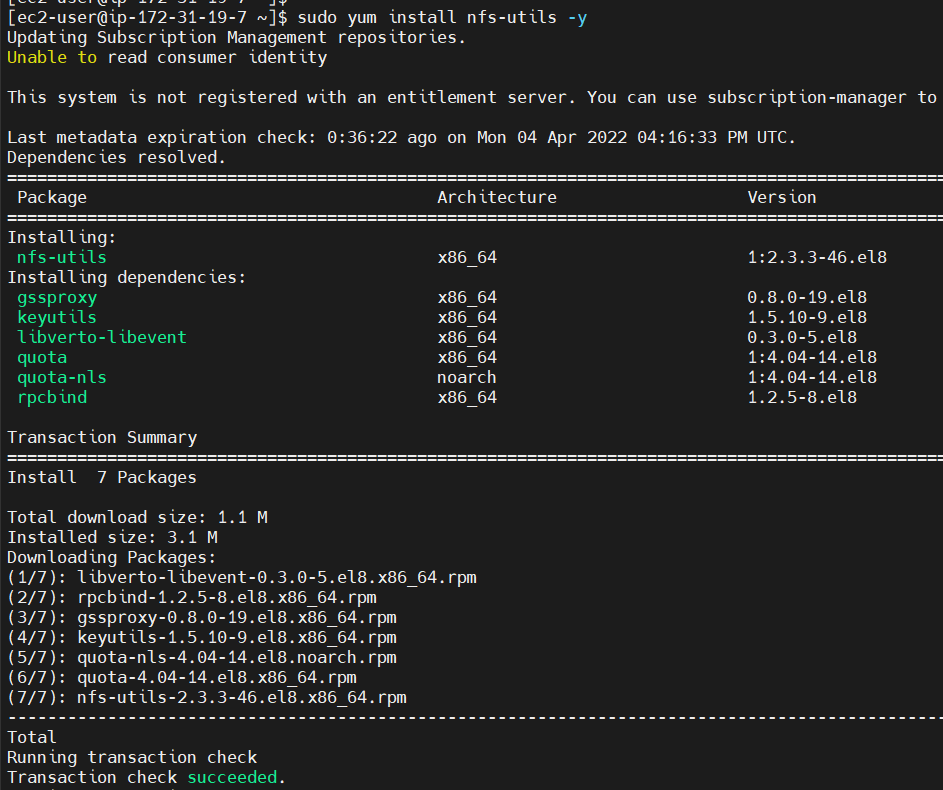 [ec2-user@ip-172-31-19-7 ~]$
[ec2-user@ip-172-31-19-7 ~]$ sudo yum install nfs-utils -y
Updating Subscription Management repositories.
Unable to read consumer identity
This system is not registered with an entitlement server. You can use subscription-manager to
Last metadata expiration check: 0:36:22 ago on Mon 04 Apr 2022 04:16:33 PM UTC.
Dependencies resolved.
================================================================================
Package Architecture Version
================================================================================
Installing:
nfs-utils x86_64 1:2.3.3-46.el8
Installing dependencies:
gssproxy x86_64 0.8.0-19.el8
keyutils x86_64 1.5.10-9.el8
libverto-libevent x86_64 0.3.0-5.el8
quota x86_64 1:4.04-14.el8
quota-nls noarch 1:4.04-14.el8
rpcbind x86_64 1.2.5-8.el8
Transaction Summary
================================================================================
Install  7 Packages
Total download size: 1.1 M
Installed size: 3.1 M
Downloading Packages:
(1/7): libverto-libevent-0.3.0-5.el8.x86_64.rpm
(2/7): rpcbind-1.2.5-8.el8.x86_64.rpm
(3/7): gssproxy-0.8.0-19.el8.x86_64.rpm
(4/7): keyutils-1.5.10-9.el8.x86_64.rpm
(5/7): quota-nls-4.04-14.el8.noarch.rpm
(6/7): quota-4.04-14.el8.x86_64.rpm
(7/7): nfs-utils-2.3.3-46.el8.x86_64.rpm
--------------------------------------------------------------------------------
Total
Running transaction check
Transaction check succeeded.